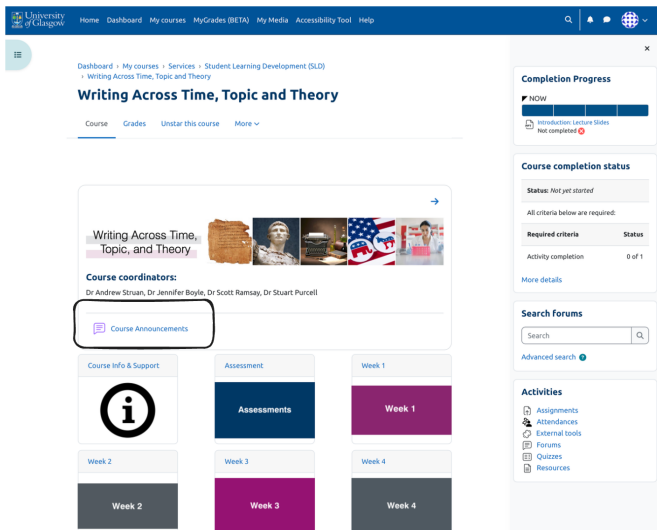 University
of Glasgow
Home Dashboard My courses MyGrades (BETA) My Media Accessibility Tool Help
Dashboard › My courses › Services › Student Learning Development (SLD)
› Writing Across Time, Topic and Theory
Writing Across Time, Topic and Theory
Course Grades Unstar this course More
Writing Across Time,
Topic, and Theory
Course coordinators:
Dr Andrew Struan, Dr Jennifer Boyle, Dr Scott Ramsay, Dr Stuart Purcell
Course Announcements
Course Info & Support Assessment Week 1
i Assessments Week 1
Week 2 Week 3 Week 4
Week 2 Week 3 Week 4
Completion Progress
NOW
Introduction: Lecture Slides
Not completed
Course completion status
Status: Not yet started
All criteria below are required:
Required criteria Status
Activity completion 0 of 1
More details
Search forums
Search
Advanced search
Activities
Assignments
Attendances
External tools
Forums
Quizzes
Resources